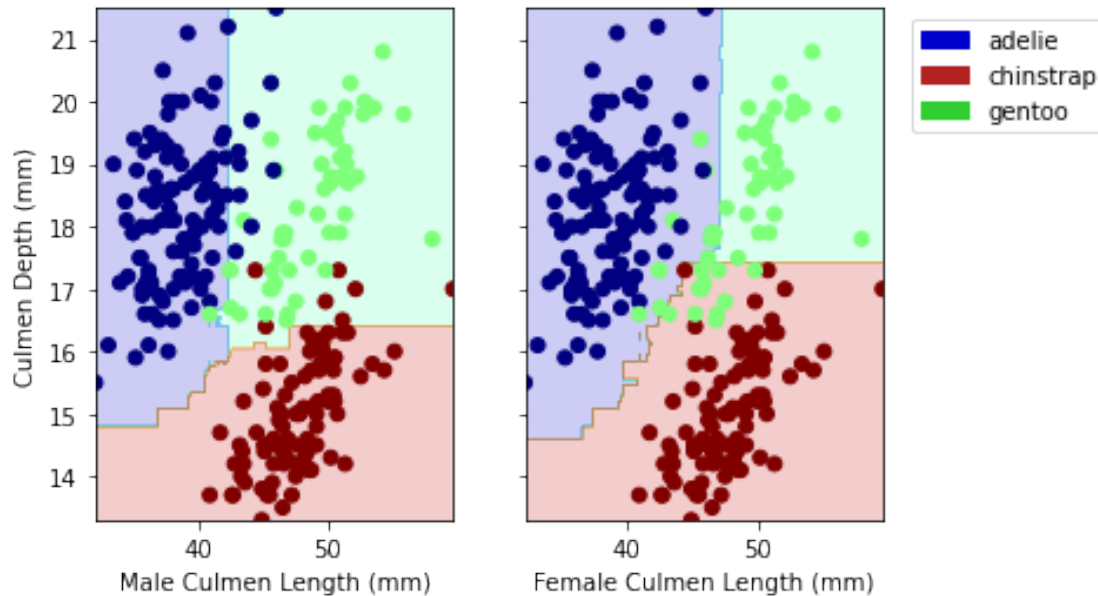 Culmen Depth (mm)
21
20
19
18
17
16
15
14
40
50
Male Culmen Length (mm)
40
50
Female Culmen Length (mm)
adelie
chinstrap
gentoo